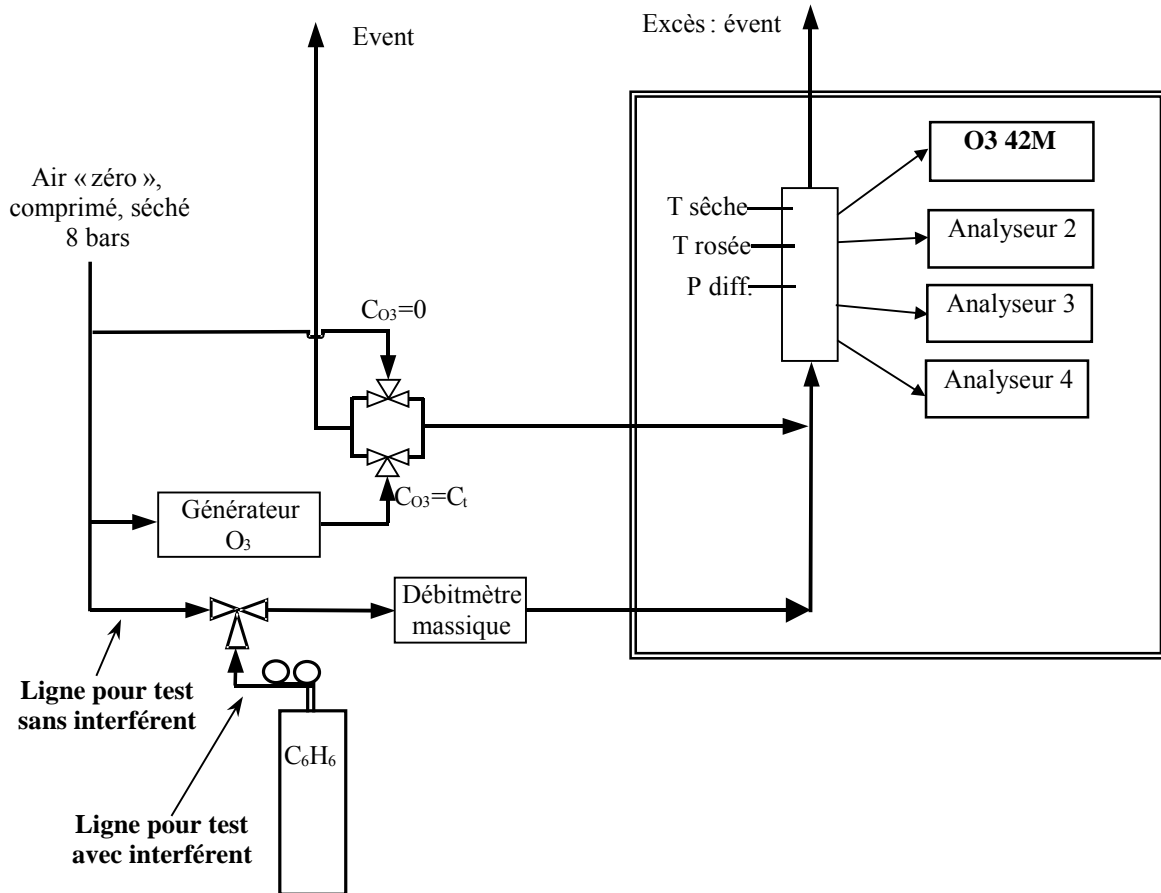 Event
Excès : évent
O3 42M
Air « zéro »,
comprimé, séché
8 bars
T sêche
T rosée
P diff.
Analyseur 2
Analyseur 3
Analyseur 4
CO3=0
CO3=Ct
Générateur
O3
Débitmètre
massique
Ligne pour test
sans interférent
C6H6
Ligne pour test
avec interférent